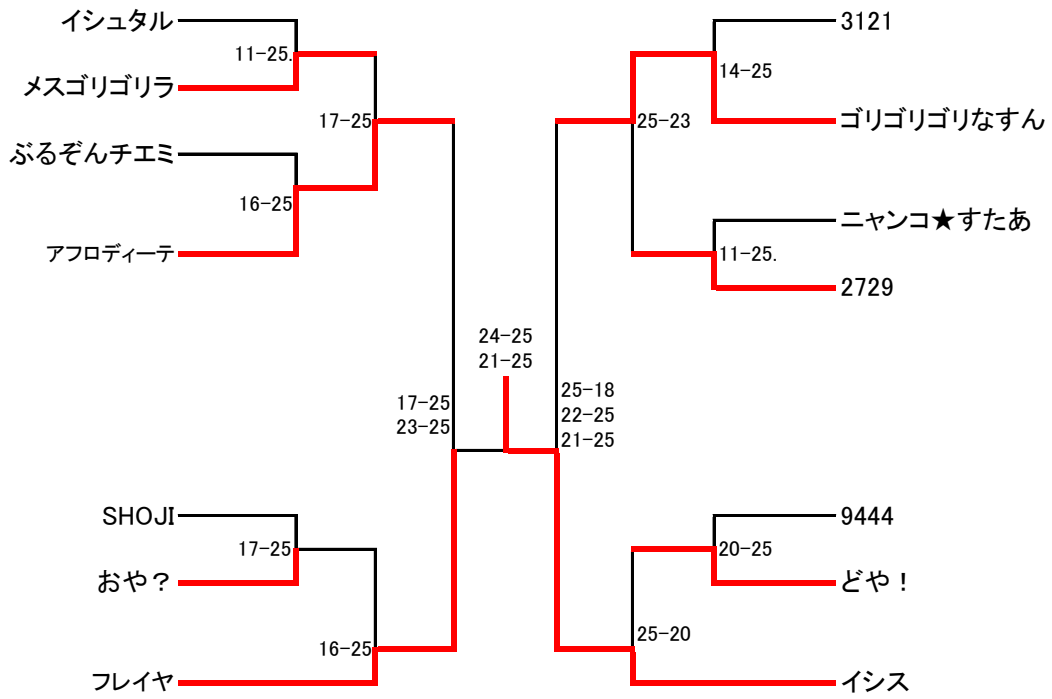 イシュタル
11-25.
メスゴリゴリラ
17-25
ぶるぞんチエミ
16-25
アフロディーテ
17-25
23-25
SHOJI
17-25
おや？
16-25
フレイヤ
24-25
21-25
3121
14-25
ゴリゴリゴリなすん
25-23
ニャンコ★すたあ
11-25.
2729
25-18
22-25
21-25
9444
20-25
どや！
25-20
イシス